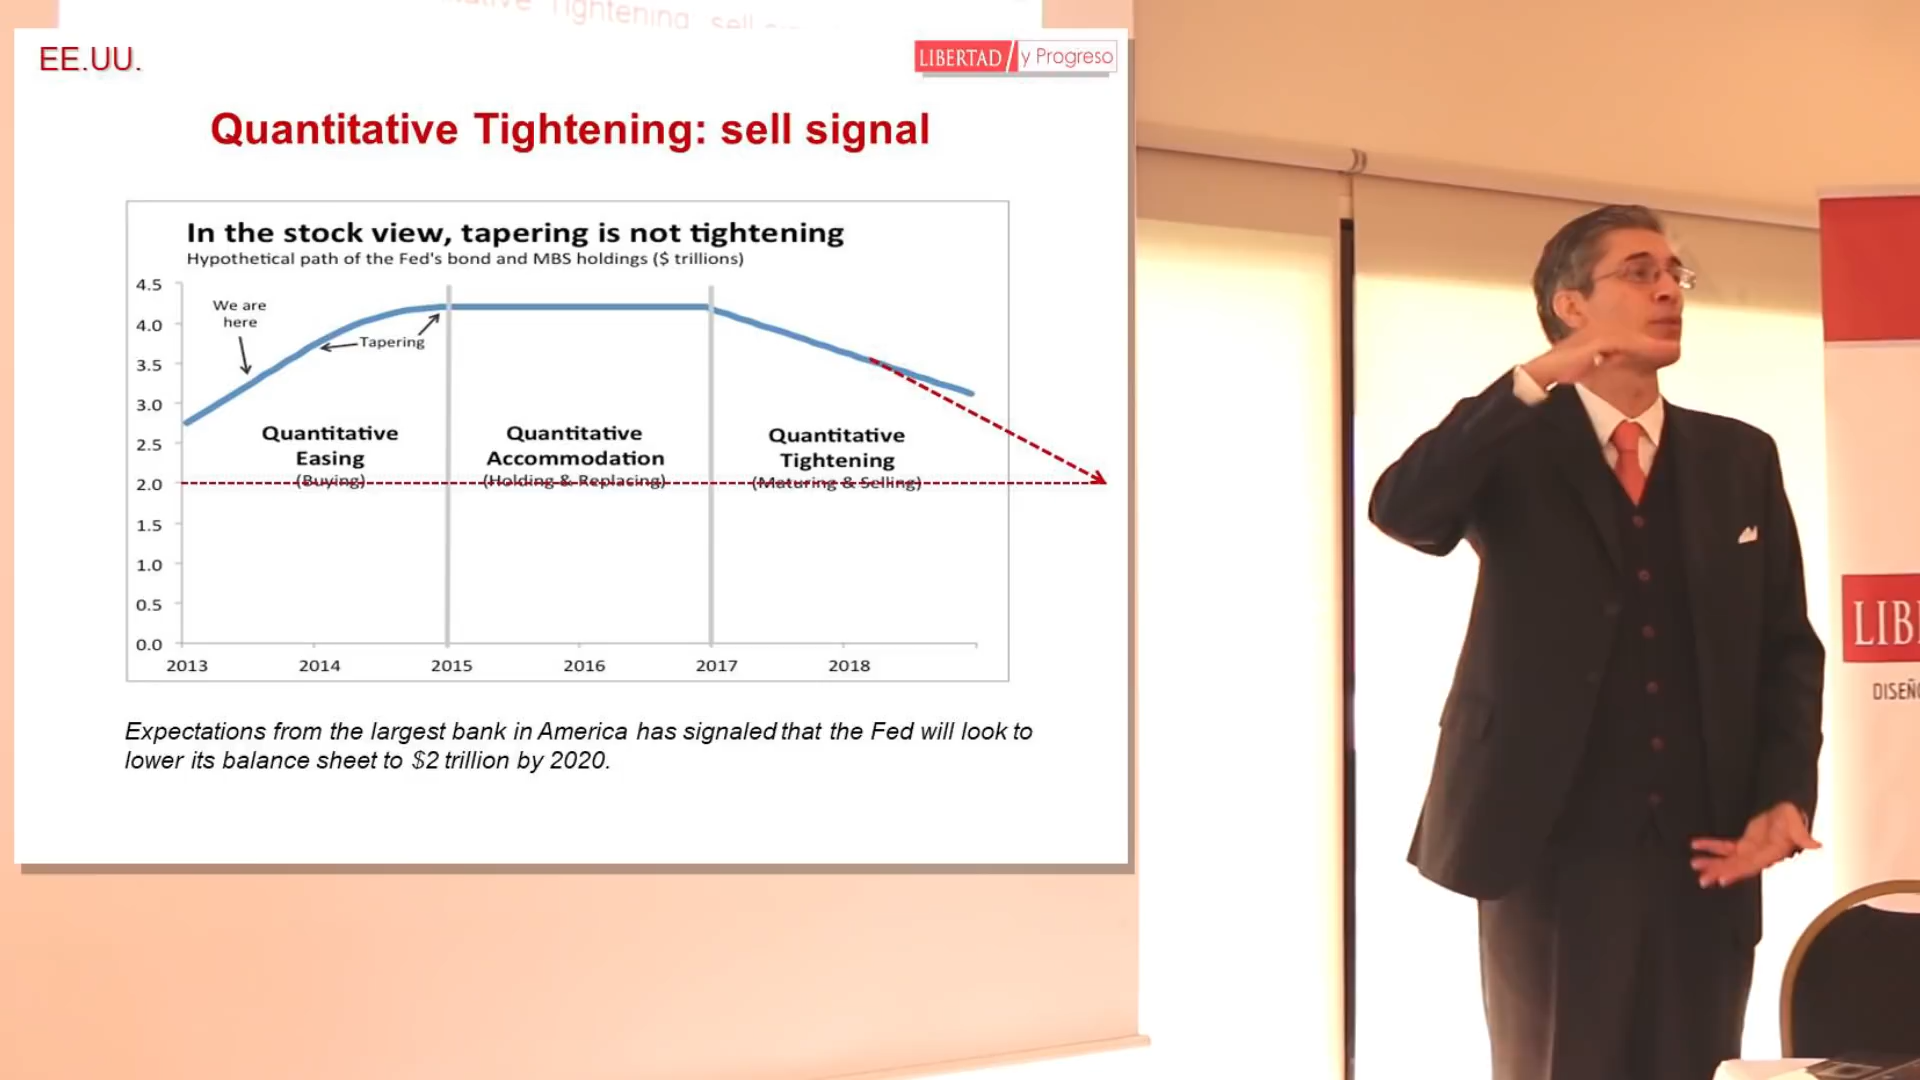 Tightening: sell
EE.UU.
LIBERTAD y Progreso
Quantitative Tightening: sell signal
In the stock view, tapering is not tightening
Hypothetical path of the Fed's bond and MBS holdings ($ trillions)
4.5
We are
here
4.0
Tapering
3.5
3.0
Quantitative
Easing
(Buying)
Quantitative
Accommodation
(Holding & Replacing)
Quantitative
Tightening
(Maturing & Selling)
2.5
2.0
1.5
1.0
0.5
0.0
2013 2014 2015 2016 2017 2018
Expectations from the largest bank in America has signaled that the Fed will look to
lower its balance sheet to $2 trillion by 2020.
LIB
DISEÑ